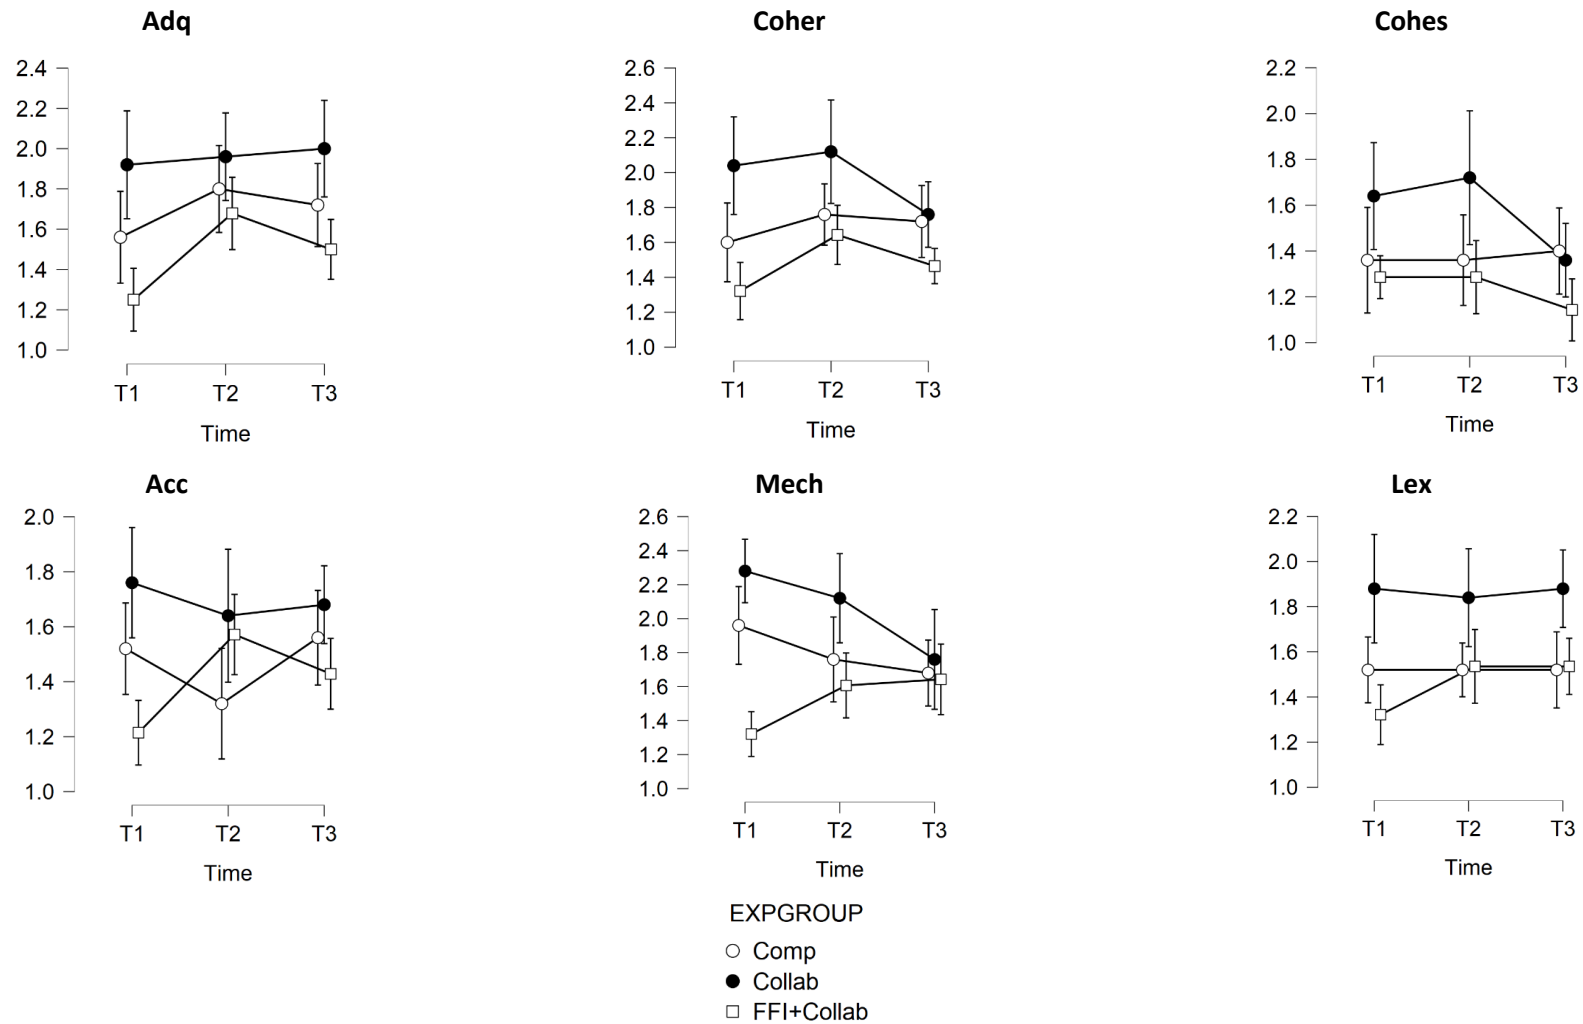 Adq
2.4
2.2
2.0
1.8
1.6
1.4
1.2
1.0
T1 T2 T3
Time
Coher
2.6
2.4
2.2
2.0
1.8
1.6
1.4
1.2
1.0
T1 T2 T3
Time
Cohes
2.2
2.0
1.8
1.6
1.4
1.2
1.0
T1 T2 T3
Time
Acc
2.0
1.8
1.6
1.4
1.2
1.0
T1 T2 T3
Time
Mech
2.6
2.4
2.2
2.0
1.8
1.6
1.4
1.2
1.0
T1 T2 T3
Time
Lex
2.2
2.0
1.8
1.6
1.4
1.2
1.0
T1 T2 T3
Time
EXPGROUP
Comp
Collab
FFI+Collab